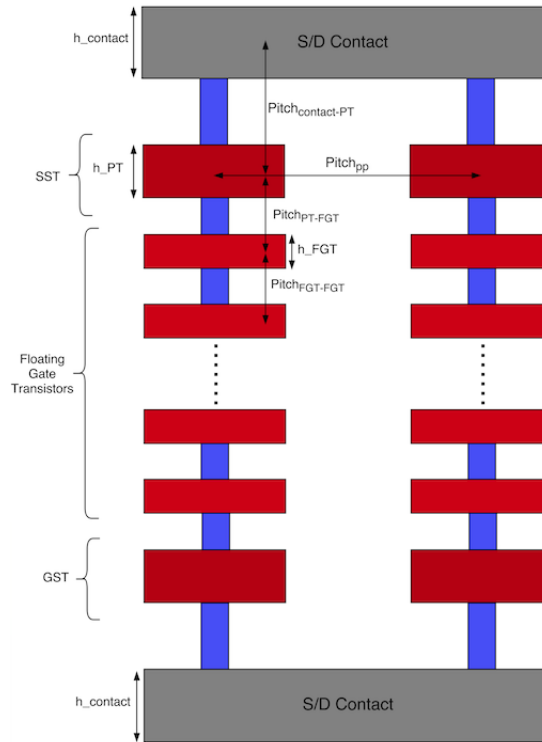 h_contact
S/D Contact
Pitchcontact-PT
SST
h_PT
Pitchpp
PitchPT-FGT
h_FGT
PitchFGT-FGT
Floating
Gate
Transistors
GST
h_contact
S/D Contact